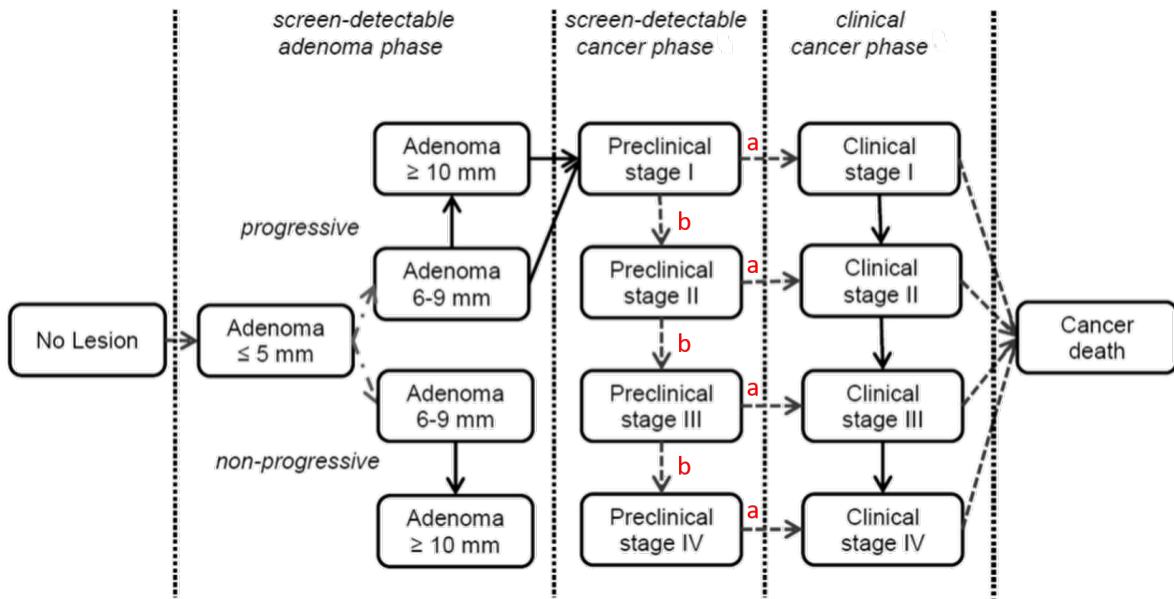 screen-detectable
adenoma phase
screen-detectable
cancer phase
clinical
cancer phase
No Lesion
Adenoma
≤ 5 mm
progressive
non-progressive
Adenoma
≥ 10 mm
Adenoma
6-9 mm
Adenoma
6-9 mm
Adenoma
≥ 10 mm
Preclinical
stage I
a
b
Preclinical
stage II
a
b
Preclinical
stage III
a
b
Preclinical
stage IV
a
Clinical
stage I
Clinical
stage II
Clinical
stage III
Clinical
stage IV
Cancer
death